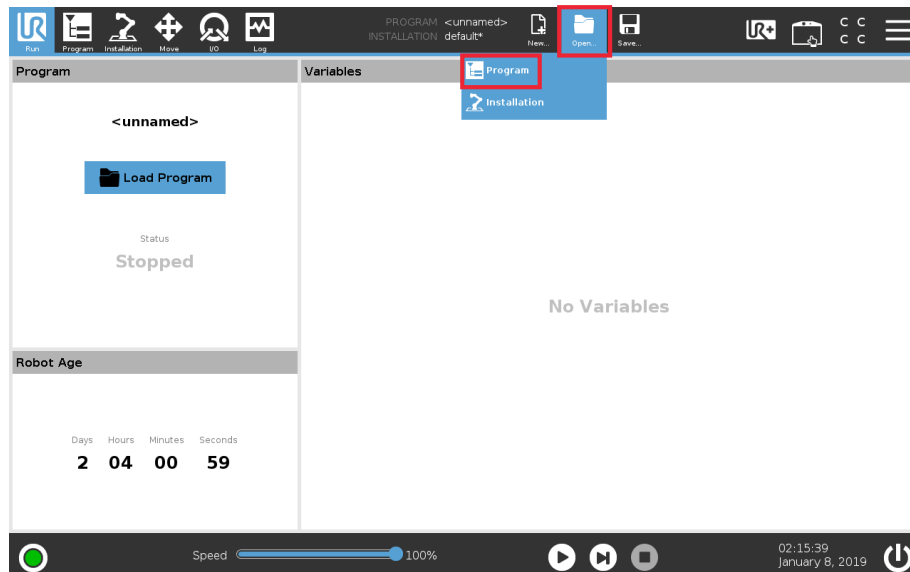 UR
Run
Program
Installation
Move
I/O
Log
PROGRAM <unnamed>
INSTALLATION default*
New...
Open...
Save...
UR+
C C
C C
Program
Variables
Program
Installation
<unnamed>
Load Program
Status
Stopped
No Variables
Robot Age
Days Hours Minutes Seconds
2 04 00 59
Speed 100%
02:15:39
January 8, 2019